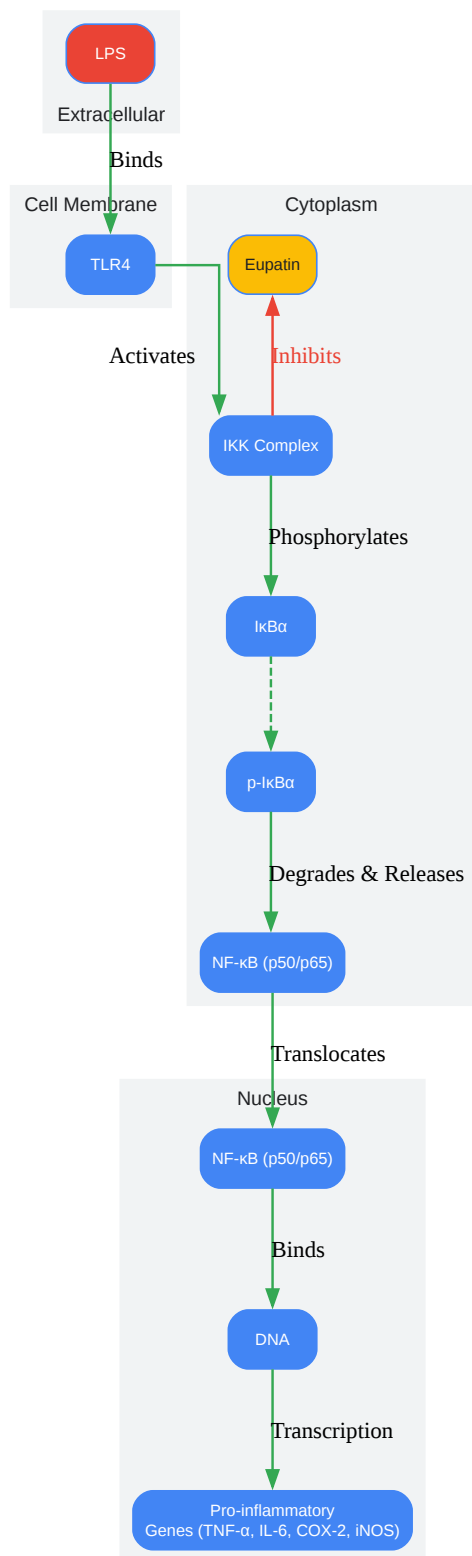 LPS
Extracellular
Binds
Cell Membrane
Cytoplasm
TLR4
Eupatin
Activates
Inhibits
IKK Complex
Phosphorylates
IκBα
p-IκBα
Degrades & Releases
NF-κB (p50/p65)
Translocates
Nucleus
NF-κB (p50/p65)
Binds
DNA
Transcription
Pro-inflammatory
Genes (TNF-α, IL-6, COX-2, iNOS)